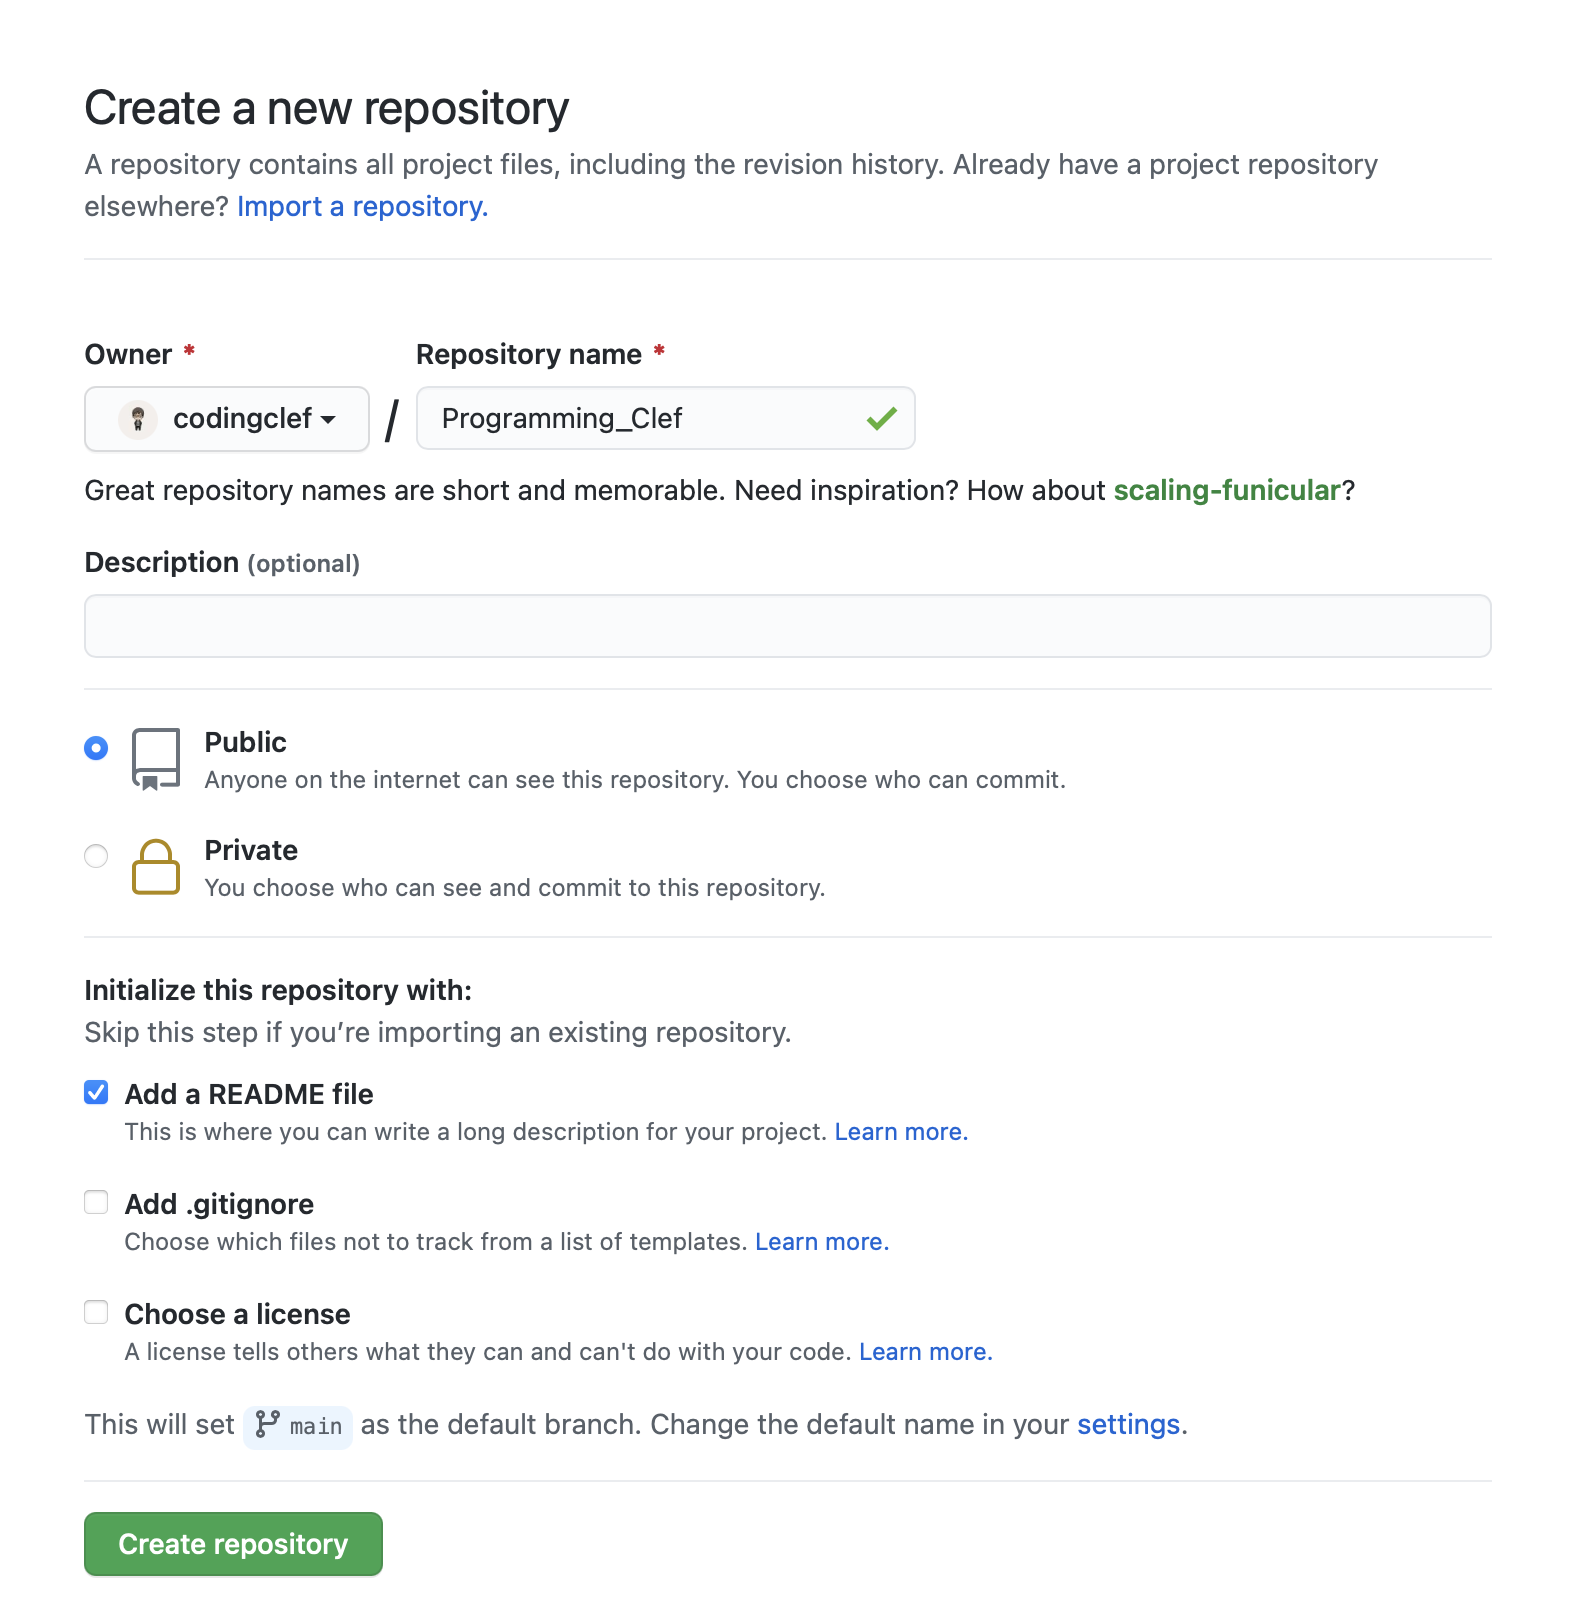 Create a new repository
A repository contains all project files, including the revision history. Already have a project repository
elsewhere? Import a repository.
Owner * Repository name *
codingclef / Programming_Clef
Great repository names are short and memorable. Need inspiration? How about scaling-funicular?
Description (optional)
Public
Anyone on the internet can see this repository. You choose who can commit.
Private
You choose who can see and commit to this repository.
Initialize this repository with:
Skip this step if you’re importing an existing repository.
Add a README file
This is where you can write a long description for your project. Learn more.
Add .gitignore
Choose which files not to track from a list of templates. Learn more.
Choose a license
A license tells others what they can and can't do with your code. Learn more.
This will set main as the default branch. Change the default name in your settings.
Create repository